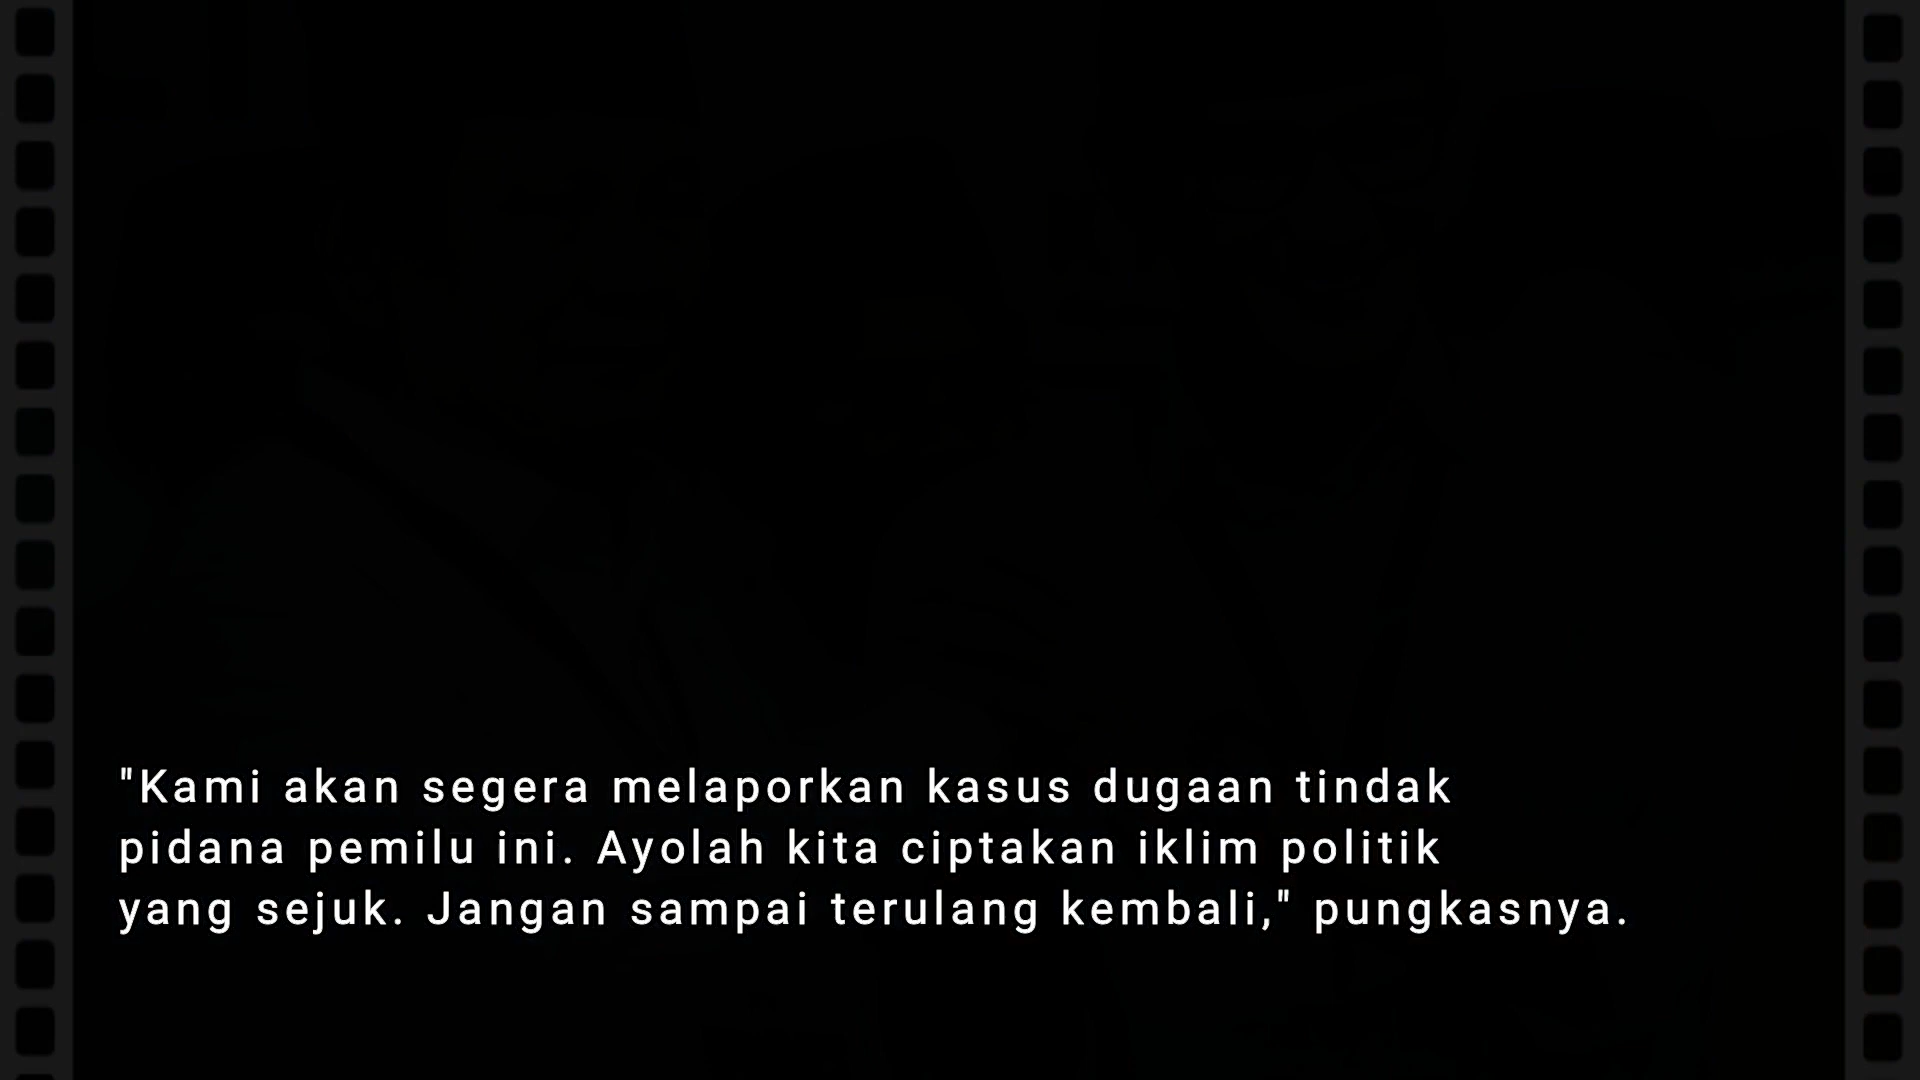 "Kami akan segera melaporkan kasus dugaan tindak
pidana pemilu ini. Ayolah kita ciptakan iklim politik
yang sejuk. Jangan sampai terulang kembali," pungkasnya.